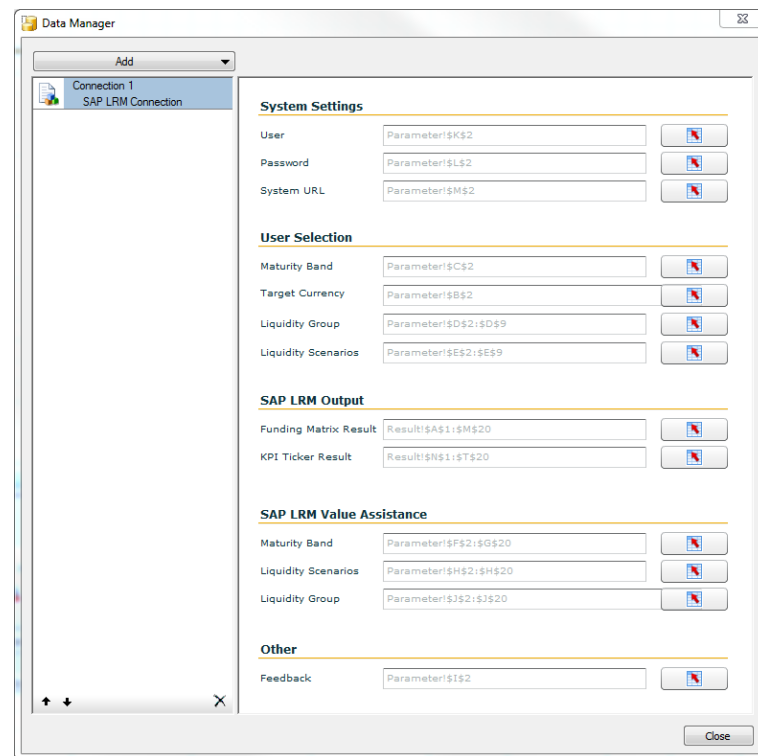 Data Manager
Add
Connection 1
SAP LRM Connection
System Settings
User Parameter!$K$2
Password Parameter!$L$2
System URL Parameter!$M$2
User Selection
Maturity Band Parameter!$C$2
Target Currency Parameter!$B$2
Liquidity Group Parameter!$D$2:$D$9
Liquidity Scenarios Parameter!$E$2:$E$9
SAP LRM Output
Funding Matrix Result Result!$A$1:$M$20
KPI Ticker Result Result!$N$1:$T$20
SAP LRM Value Assistance
Maturity Band Parameter!$F$2:$G$20
Liquidity Scenarios Parameter!$H$2:$H$20
Liquidity Group Parameter!$J$2:$J$20
Other
Feedback Parameter!$I$2
Close